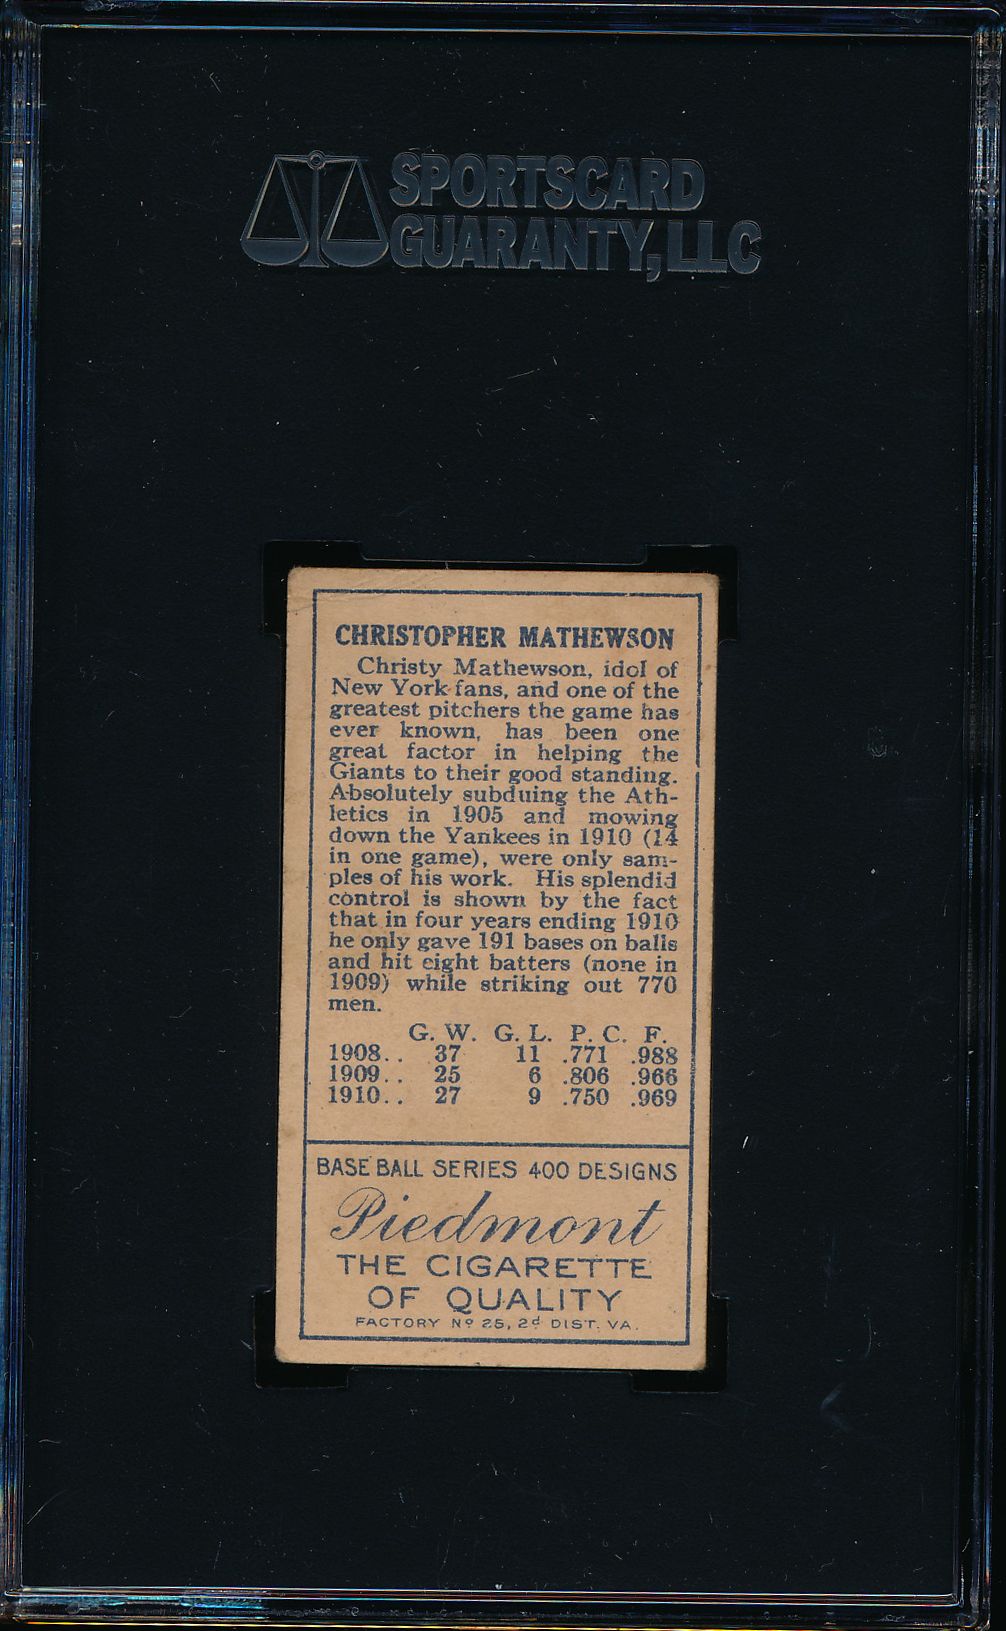 SPORTSCARD
GUARANTY, LLC
CHRISTOPHER MATHEWSON
Christy Mathewson, idol of
New York fans, and one of the
greatest pitchers the game has
ever known, has been one
great factor in helping the
Giants to their good standing.
Absolutely subduing the Ath-
letics in 1905 and mowing
down the Yankees in 1910 (14
in one game), were only sam-
ples of his work. His splendid
control is shown by the fact
that in four years ending 1910
he only gave 191 bases on balls
and hit eight batters (none in
1909) while striking out 770
men.
G. W. G. L. P. C. F.
1908.. 37 11 .771 .988
1909.. 25 6 .806 .966
1910.. 27 9 .750 .969
BASE BALL SERIES 400 DESIGNS
Piedmont
THE CIGARETTE
OF QUALITY
FACTORY Nº 25, 2d DIST. VA.